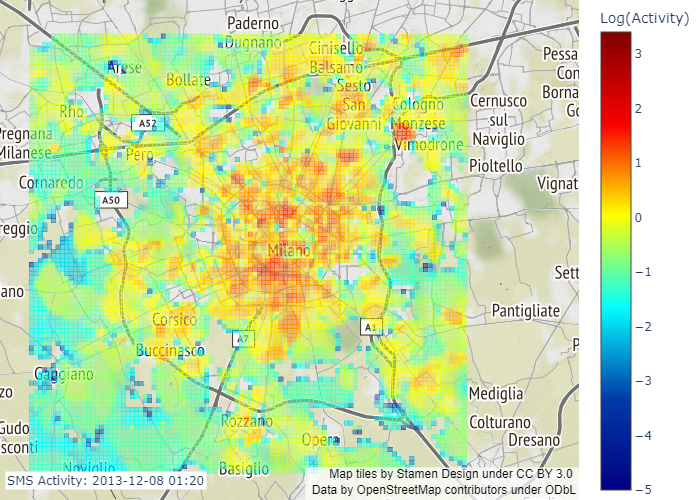 Log(Activity)
3
2
1
0
−1
−2
−3
−4
−5
Paderno
Dugnano
Cinisello
Balsamo
Arese
Bollate
Sesto
San
Giovanni
Rho
Cologno
Monzese
Cernusco
sul
Naviglio
Pessa
Con
Borna
Go
A52
Pregnana
Milanese
Pero
Vimodrone
Pioltello
Cornaredo
Vignat
A50
reggio
Milano
ano
Sett
Corsico
Pantigliate
A7
A1
Buccinasco
P
Gaggiano
zo
Mediglia
Gudo
sconti
Rozzano
Colturano
Dresano
Opera
Noviglio
Basiglio
SMS Activity: 2013-12-08 01:20
Map tiles by Stamen Design under CC BY 3.0
Data by OpenStreetMap contributors under ODbL